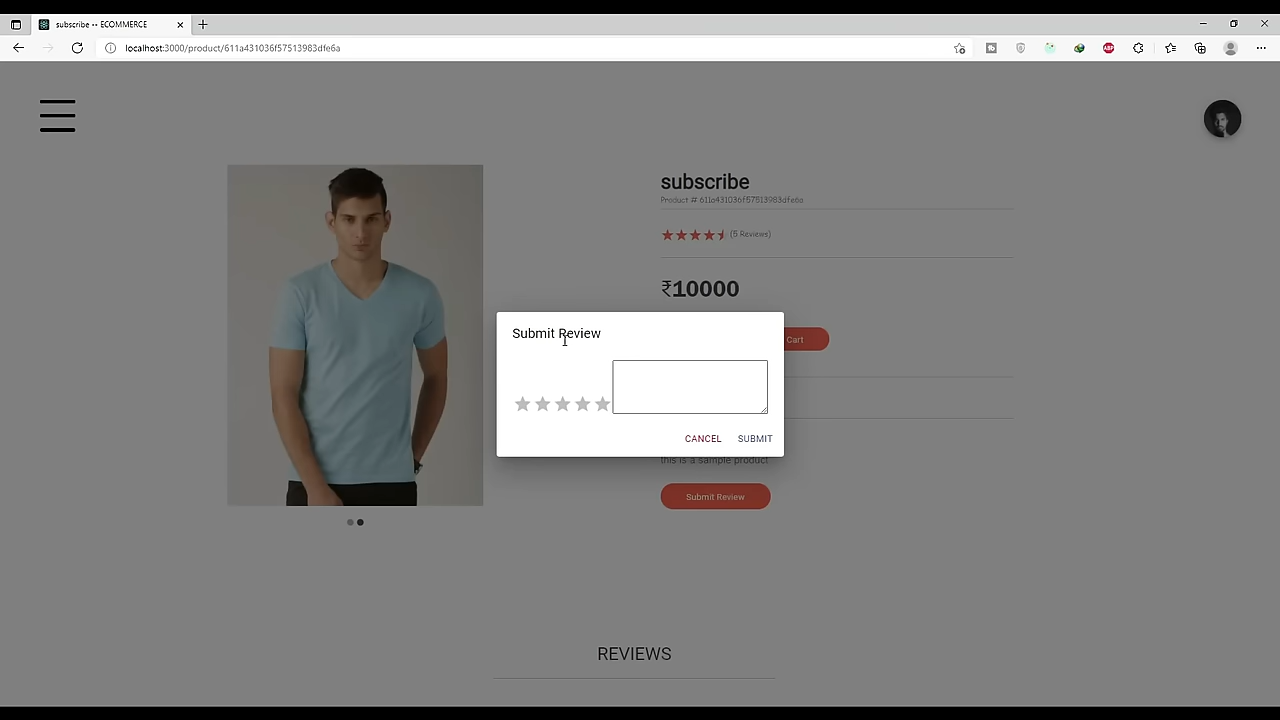 subscribe -- ECOMMERCE
localhost:3000/product/611a431036f57513983dfe6a
ABP
subscribe
Product # 611a431036f57513983dfe6a
(5 Reviews)
₹10000
Cart
Submit Review
CANCEL
SUBMIT
this is a sample product
Submit Review
REVIEWS